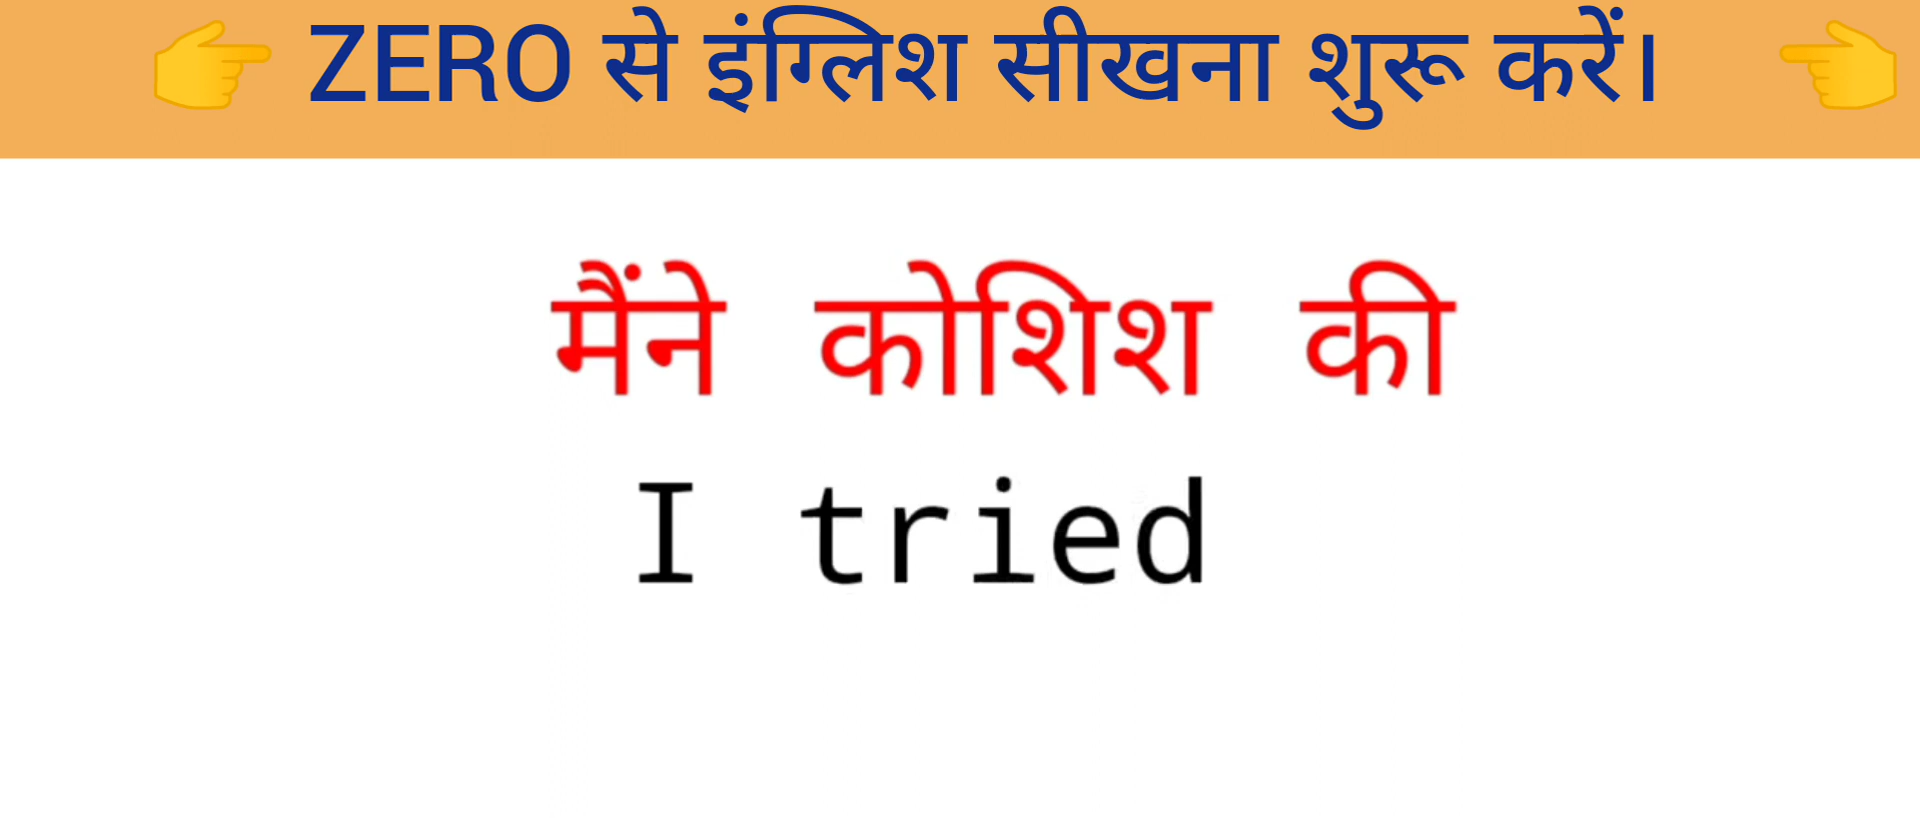 👉 ZERO से इंग्लिश सीखना शुरू करें। 👈
मैंने कोशिश की
I tried